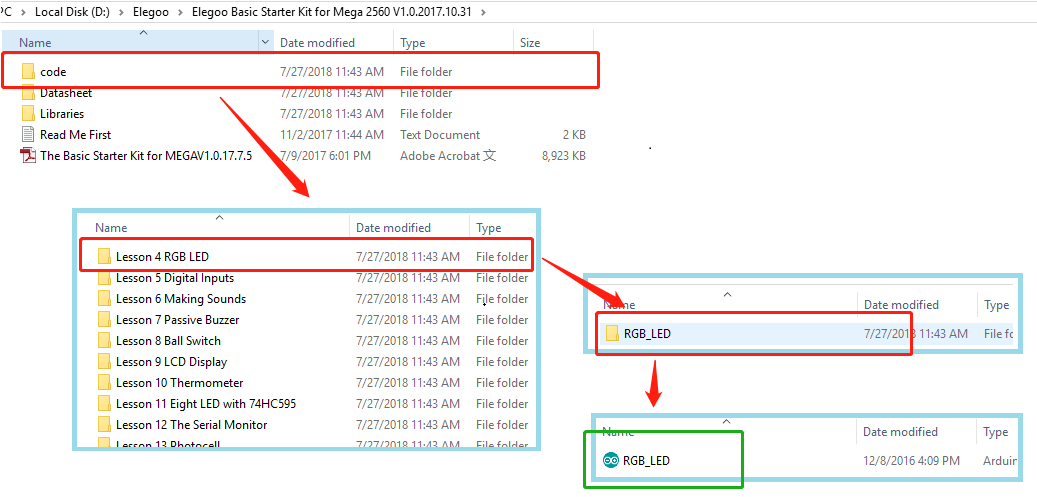 PC > Local Disk (D:) > Elegoo > Elegoo Basic Starter Kit for Mega 2560 V1.0.2017.10.31 >
Name Date modified Type Size
code 7/27/2018 11:43 AM File folder
Datasheet 7/27/2018 11:43 AM File folder
Libraries 7/27/2018 11:43 AM File folder
Read Me First 11/2/2017 11:44 AM Text Document 2 KB
The Basic Starter Kit for MEGAV1.0.17.7.5 7/9/2017 6:01 PM Adobe Acrobat 文 8,923 KB
Name Date modified Type
Lesson 4 RGB LED 7/27/2018 11:43 AM File folder
Lesson 5 Digital Inputs 7/27/2018 11:43 AM File folder
Lesson 6 Making Sounds 7/27/2018 11:43 AM File folder
Lesson 7 Passive Buzzer 7/27/2018 11:43 AM File folder
Lesson 8 Ball Switch 7/27/2018 11:43 AM File folder
Lesson 9 LCD Display 7/27/2018 11:43 AM File folder
Lesson 10 Thermometer 7/27/2018 11:43 AM File folder
Lesson 11 Eight LED with 74HC595 7/27/2018 11:43 AM File folder
Lesson 12 The Serial Monitor 7/27/2018 11:43 AM File folder
Lesson 13 Photocell 7/27/2018 11:43 AM File folder
Name Date modified Type
RGB_LED 7/27/2018 11:43 AM File fo
Name Date modified Type
RGB_LED 12/8/2016 4:09 PM Arduin